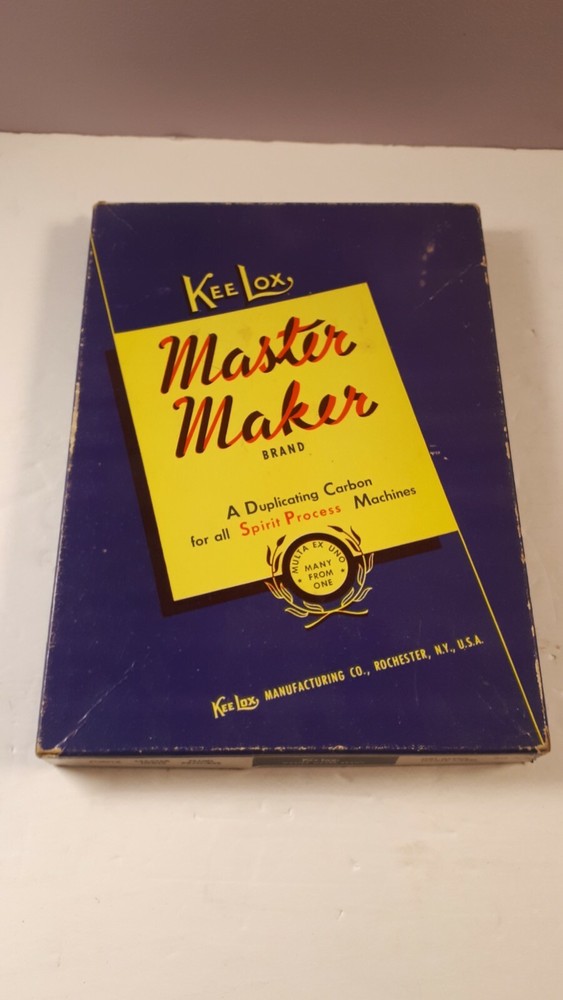 KEE LOX
Master
Maker
BRAND
A Duplicating Carbon
for all Spirit Process Machines
MULTA EX UNO
MANY
FROM
ONE
KEE LOX MANUFACTURING CO., ROCHESTER, N.Y., U.S.A.